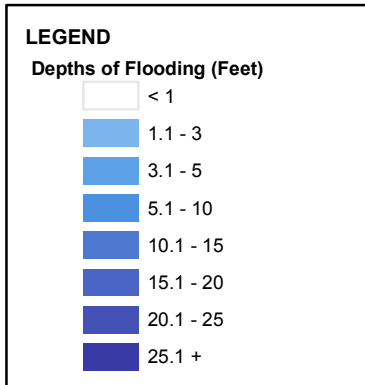 LEGEND
Depths of Flooding (Feet)
< 1
1.1 - 3
3.1 - 5
5.1 - 10
10.1 - 15
15.1 - 20
20.1 - 25
25.1 +